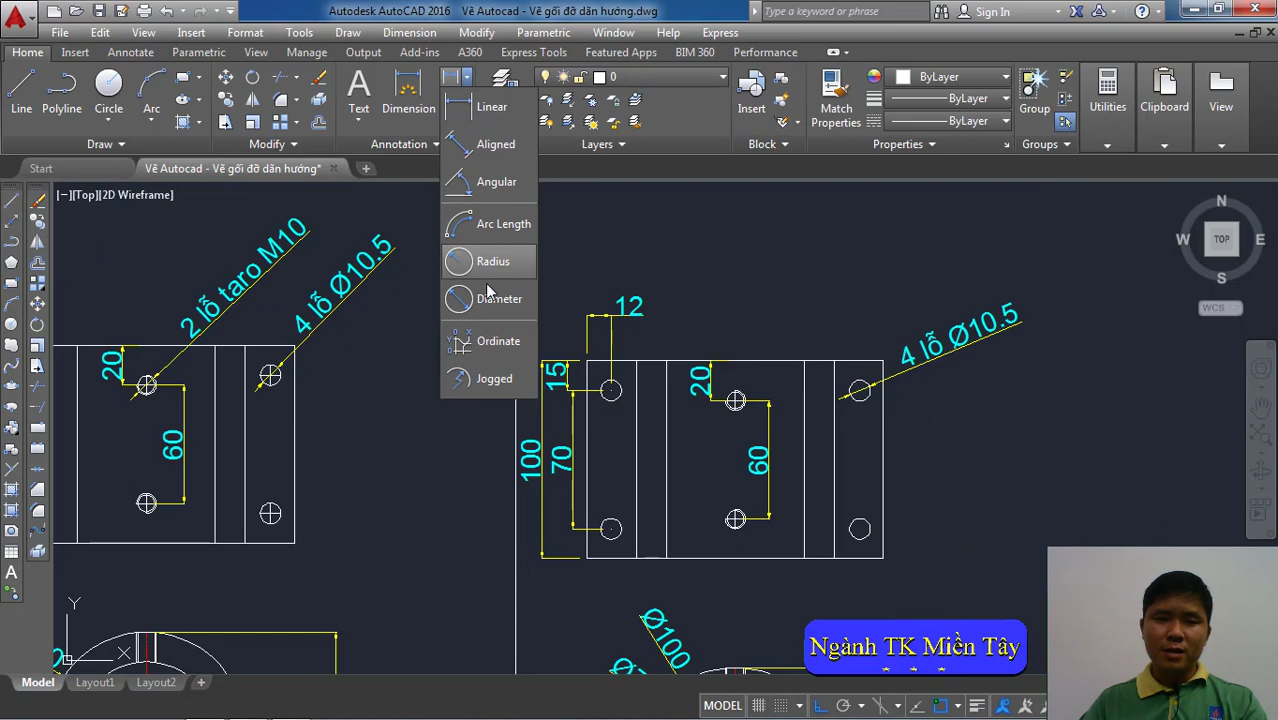 Autodesk AutoCAD 2016    Vẽ Autocad - Vẽ gối đỡ dãn hướng.dwg
Type a keyword or phrase
Sign In
File Edit View Insert Format Tools Draw Dimension Modify Parametric Window Help Express
Home Insert Annotate Parametric View Manage Output Add-ins A360 Express Tools Featured Apps BIM 360 Performance
Line Polyline Circle Arc
Text Dimension
0
Insert
Match Properties
ByLayer
ByLayer
ByLayer
Group
Utilities
Clipboard
View
Draw Modify Annotation Layers Block Properties Groups
Start
Vẽ Autocad - Vẽ gối đỡ dãn hướng*
[−][Top][2D Wireframe]
Linear
Aligned
Angular
Arc Length
Radius
Diameter
Ordinate
Jogged
N
W TOP E
S
WCS
2 lỗ taro M10
4 lỗ Ø10.5
20
60
12
15
20
4 lỗ Ø10.5
100
70
60
Ø100
Y
X
Ngành TK Miền Tây
Model Layout1 Layout2
MODEL